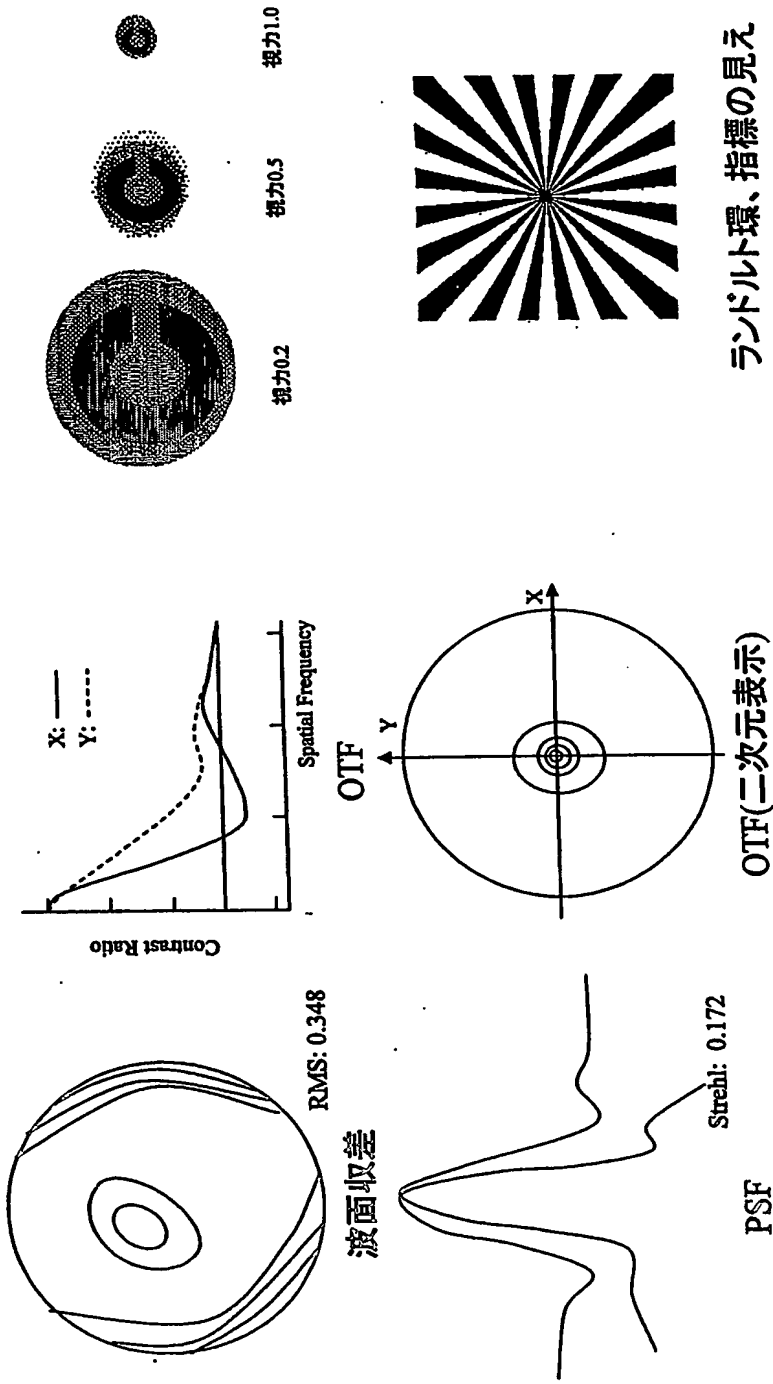 RMS: 0.348
波面収差
Contrast Ratio
X:
Y:
Spatial Frequency
OTF
視力0.2
視力0.5
視力1.0
Strehl: 0.172
PSF
Y
X
OTF(二次元表示)
ランドルト環、指標の見え